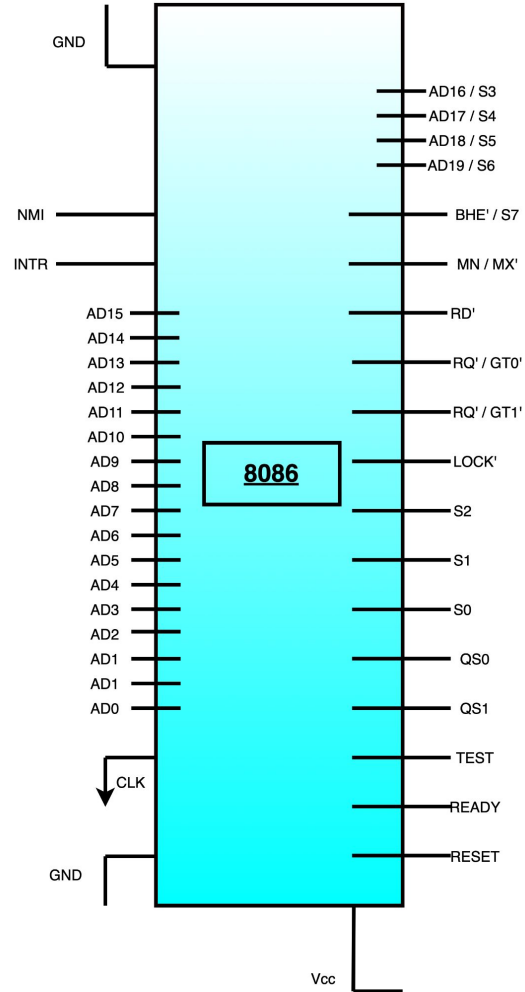 GND
AD16 / S3
AD17 / S4
AD18 / S5
AD19 / S6
NMI
BHE' / S7
INTR
MN / MX'
AD15
RD'
AD14
AD13
RQ' / GT0'
AD12
AD11
RQ' / GT1'
AD10
AD9
LOCK'
8086
AD8
AD7
S2
AD6
AD5
S1
AD4
AD3
S0
AD2
AD1
QS0
AD1
AD0
QS1
TEST
CLK
READY
RESET
GND
Vcc